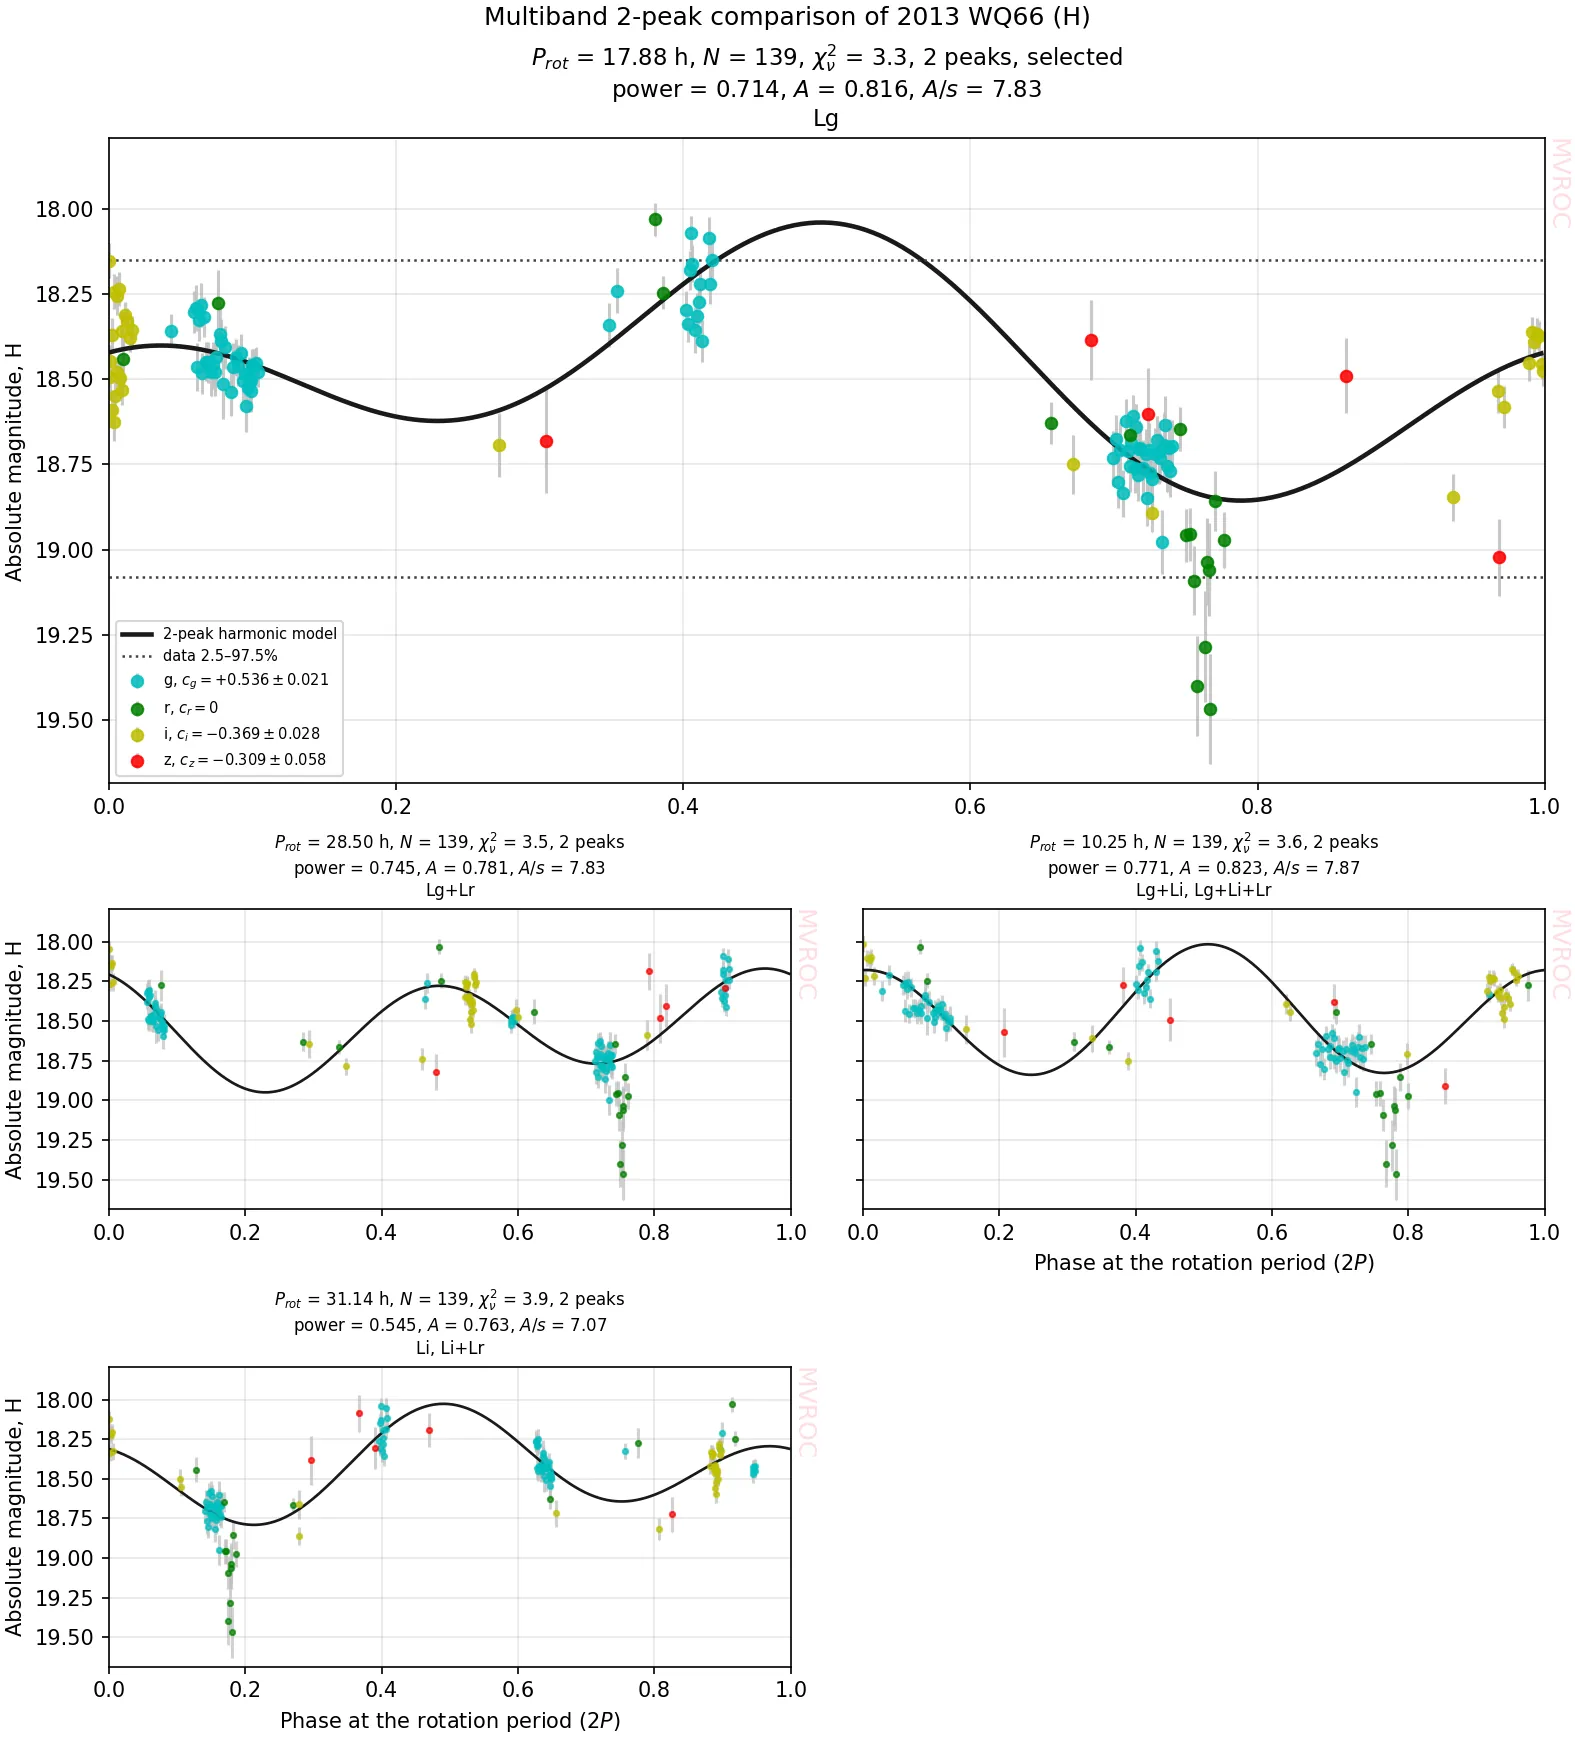 Multiband 2-peak comparison of 2013 WQ66 (H)
P_rot = 17.88 h, N = 139, χ²_ν = 3.3, 2 peaks, selected
power = 0.714, A = 0.816, A/s = 7.83
Lg
MVROC
Absolute magnitude, H
18.00
18.25
18.50
18.75
19.00
19.25
19.50
2-peak harmonic model
data 2.5–97.5%
g, c_g = +0.536 ± 0.021
r, c_r = 0
i, c_i = −0.369 ± 0.028
z, c_z = −0.309 ± 0.058
0.0 0.2 0.4 0.6 0.8 1.0
P_rot = 28.50 h, N = 139, χ²_ν = 3.5, 2 peaks
power = 0.745, A = 0.781, A/s = 7.83
Lg+Lr
MVROC
Absolute magnitude, H
18.00
18.25
18.50
18.75
19.00
19.25
19.50
0.0 0.2 0.4 0.6 0.8 1.0
P_rot = 10.25 h, N = 139, χ²_ν = 3.6, 2 peaks
power = 0.771, A = 0.823, A/s = 7.87
Lg+Li, Lg+Li+Lr
MVROC
0.0 0.2 0.4 0.6 0.8 1.0
Phase at the rotation period (2P)
P_rot = 31.14 h, N = 139, χ²_ν = 3.9, 2 peaks
power = 0.545, A = 0.763, A/s = 7.07
Li, Li+Lr
MVROC
Absolute magnitude, H
18.00
18.25
18.50
18.75
19.00
19.25
19.50
0.0 0.2 0.4 0.6 0.8 1.0
Phase at the rotation period (2P)